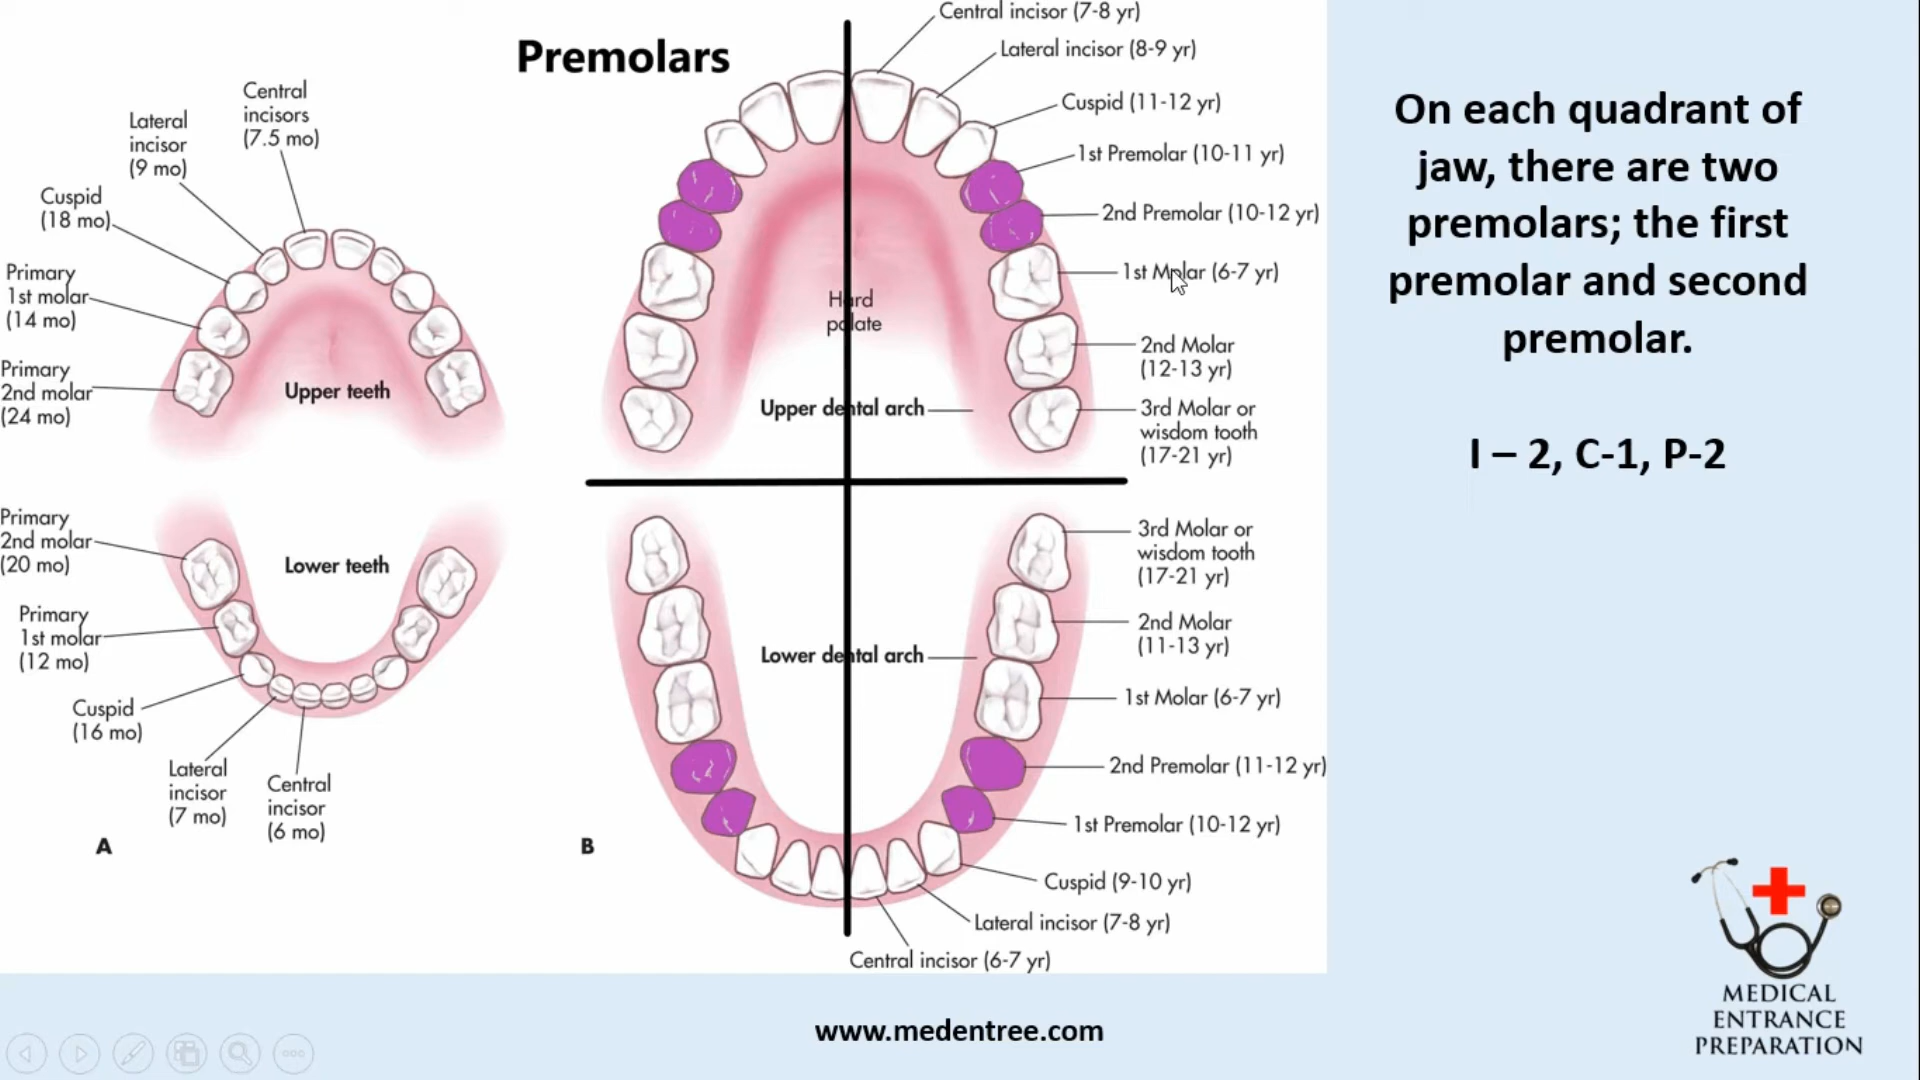 Premolars
Central
incisors
(7.5 mo)
Lateral
incisor
(9 mo)
Cuspid
(18 mo)
Primary
1st molar
(14 mo)
Primary
2nd molar
(24 mo)
Upper teeth
Primary
2nd molar
(20 mo)
Lower teeth
Primary
1st molar
(12 mo)
Cuspid
(16 mo)
Lateral
incisor
(7 mo)
Central
incisor
(6 mo)
A
Central incisor (7-8 yr)
Lateral incisor (8-9 yr)
Cuspid (11-12 yr)
1st Premolar (10-11 yr)
2nd Premolar (10-12 yr)
1st Molar (6-7 yr)
Hard
palate
2nd Molar
(12-13 yr)
Upper dental arch
3rd Molar or
wisdom tooth
(17-21 yr)
3rd Molar or
wisdom tooth
(17-21 yr)
2nd Molar
(11-13 yr)
Lower dental arch
1st Molar (6-7 yr)
2nd Premolar (11-12 yr)
1st Premolar (10-12 yr)
B
Cuspid (9-10 yr)
Lateral incisor (7-8 yr)
Central incisor (6-7 yr)
On each quadrant of
jaw, there are two
premolars; the first
premolar and second
premolar.
I – 2, C-1, P-2
MEDICAL
ENTRANCE
PREPARATION
www.medentree.com